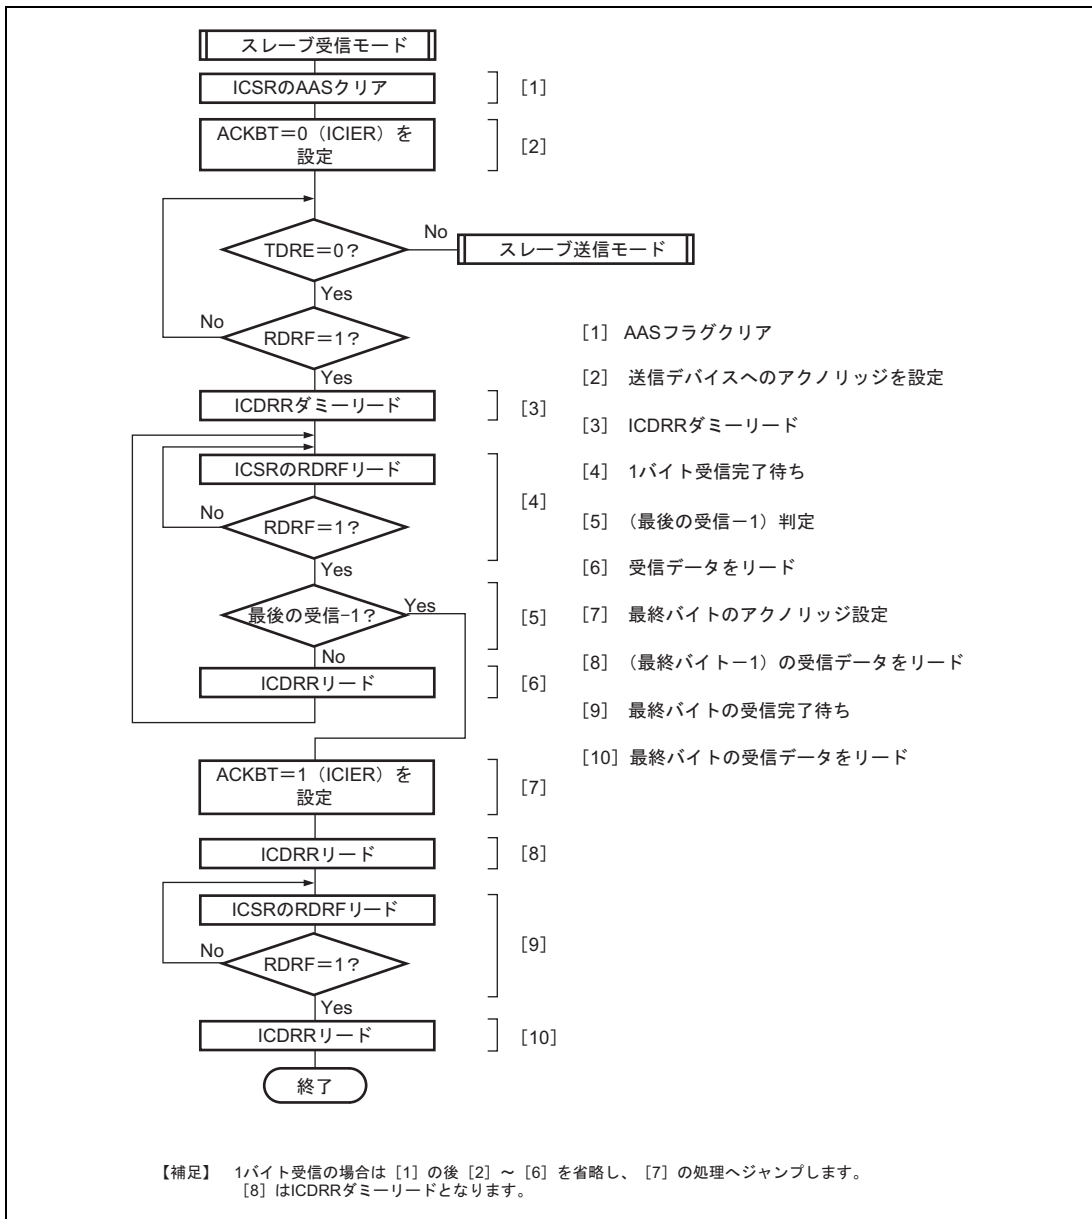 スレーブ受信モード
ICSRのAASクリア
[1]
ACKBT=0（ICIER）を
設定
[2]
TDRE=0？
No
スレーブ送信モード
Yes
No
RDRF=1？
Yes
ICDRRダミーリード
[3]
ICSRのRDRFリード
[4]
No
RDRF=1？
Yes
最後の受信-1？
Yes
[5]
No
ICDRRリード
[6]
ACKBT=1（ICIER）を
設定
[7]
ICDRRリード
[8]
ICSRのRDRFリード
[9]
No
RDRF=1？
Yes
ICDRRリード
[10]
終了
[1] AASフラグクリア
[2] 送信デバイスへのアクノリッジを設定
[3] ICDRRダミーリード
[4] 1バイト受信完了待ち
[5] （最後の受信－1）判定
[6] 受信データをリード
[7] 最終バイトのアクノリッジ設定
[8] （最終バイト－1）の受信データをリード
[9] 最終バイトの受信完了待ち
[10] 最終バイトの受信データをリード
【補足】 1バイト受信の場合は［1］の後［2］～［6］を省略し、［7］の処理へジャンプします。
［8］はICDRRダミーリードとなります。